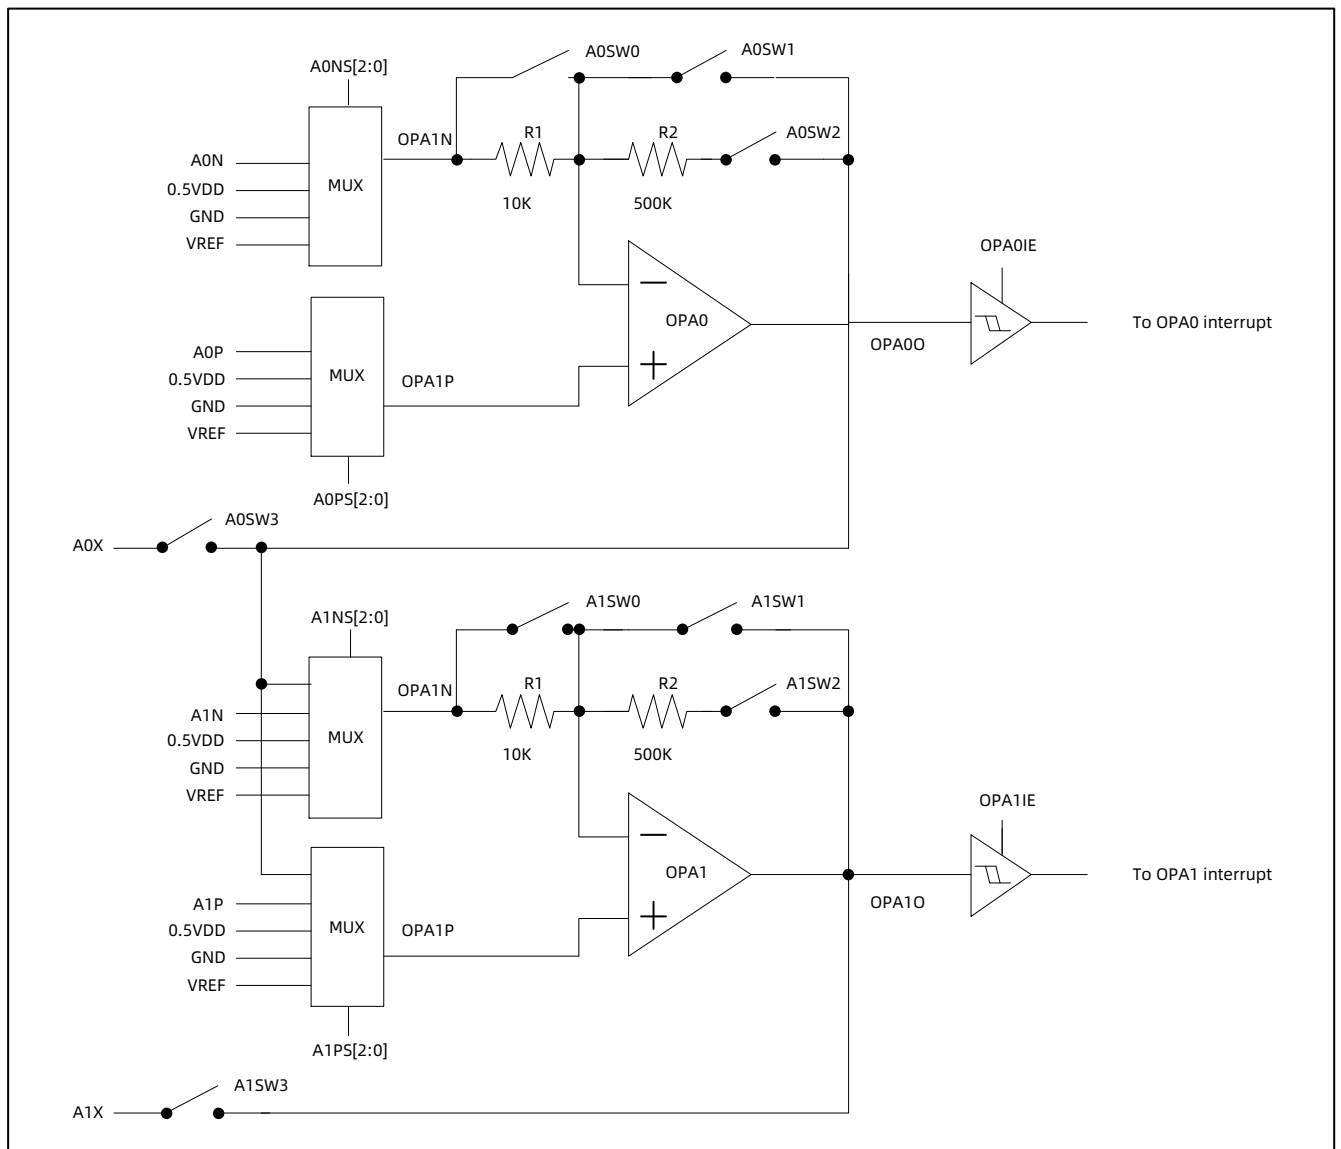 A0SW0
A0SW1
A0NS[2:0]
OPA1N
R1
R2
A0SW2
A0N
0.5VDD
GND
VREF
MUX
10K
500K
OPA0IE
OPA0
To OPA0 interrupt
OPA0O
A0P
0.5VDD
GND
VREF
MUX
OPA1P
A0PS[2:0]
A0SW3
A0X
A1SW0
A1SW1
A1NS[2:0]
OPA1N
R1
R2
A1SW2
A1N
0.5VDD
GND
VREF
MUX
10K
500K
OPA1IE
OPA1
To OPA1 interrupt
OPA1O
A1P
0.5VDD
GND
VREF
MUX
OPA1P
A1PS[2:0]
A1SW3
A1X